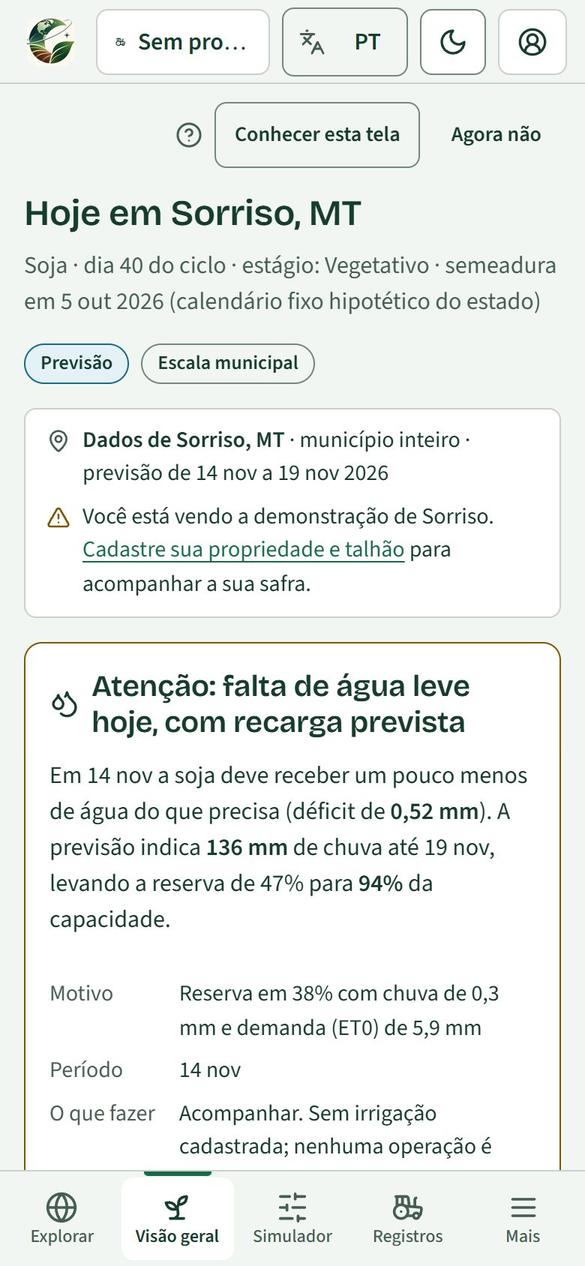 Sem pro...
PT
Conhecer esta tela
Agora não
Hoje em Sorriso, MT
Soja · dia 40 do ciclo · estágio: Vegetativo · semeadura
em 5 out 2026 (calendário fixo hipotético do estado)
Previsão
Escala municipal
Dados de Sorriso, MT · município inteiro ·
previsão de 14 nov a 19 nov 2026
Você está vendo a demonstração de Sorriso.
Cadastre sua propriedade e talhão para
acompanhar a sua safra.
Atenção: falta de água leve
hoje, com recarga prevista
Em 14 nov a soja deve receber um pouco menos
de água do que precisa (déficit de 0,52 mm). A
previsão indica 136 mm de chuva até 19 nov,
levando a reserva de 47% para 94% da
capacidade.
Motivo
Reserva em 38% com chuva de 0,3
mm e demanda (ET0) de 5,9 mm
Período
14 nov
O que fazer
Acompanhar. Sem irrigação
cadastrada; nenhuma operação é
Explorar
Visão geral
Simulador
Registros
Mais